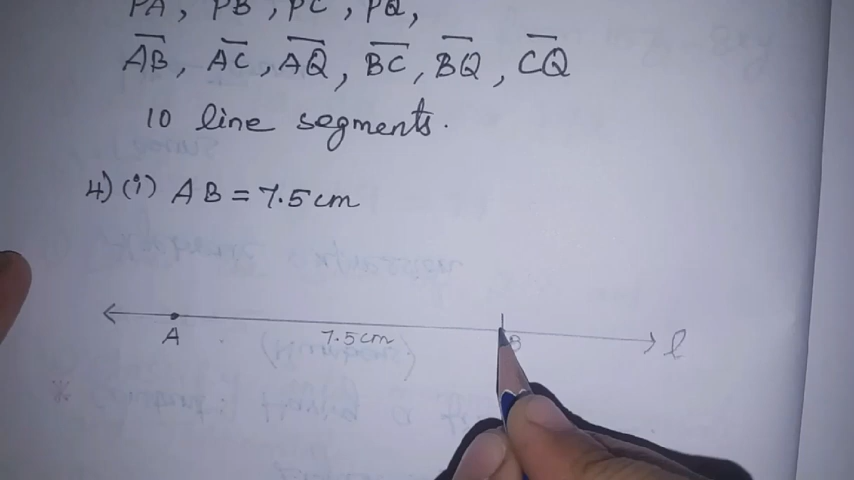 PA, PB, PC, PQ,
AB, AC, AQ, BC, BQ, CQ
10 line segments.
4) (i) AB = 7.5 cm
A 7.5 cm B l